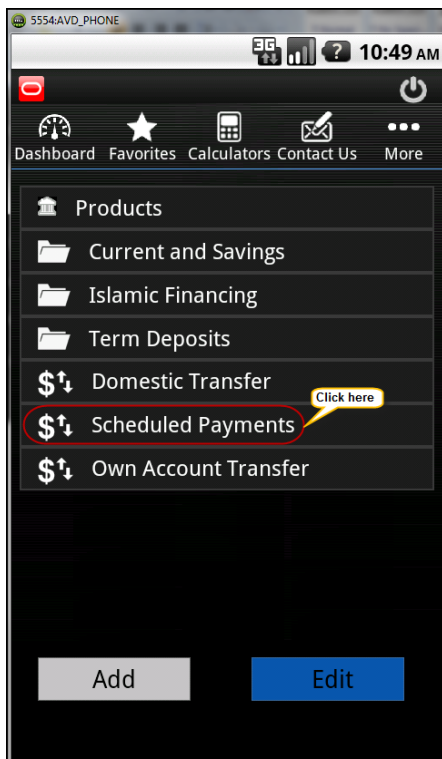 5554:AVD_PHONE
3G ? 10:49 AM
Dashboard Favorites Calculators Contact Us More
Products
Current and Savings
Islamic Financing
Term Deposits
$ Domestic Transfer
Click here
$ Scheduled Payments
$ Own Account Transfer
Add Edit